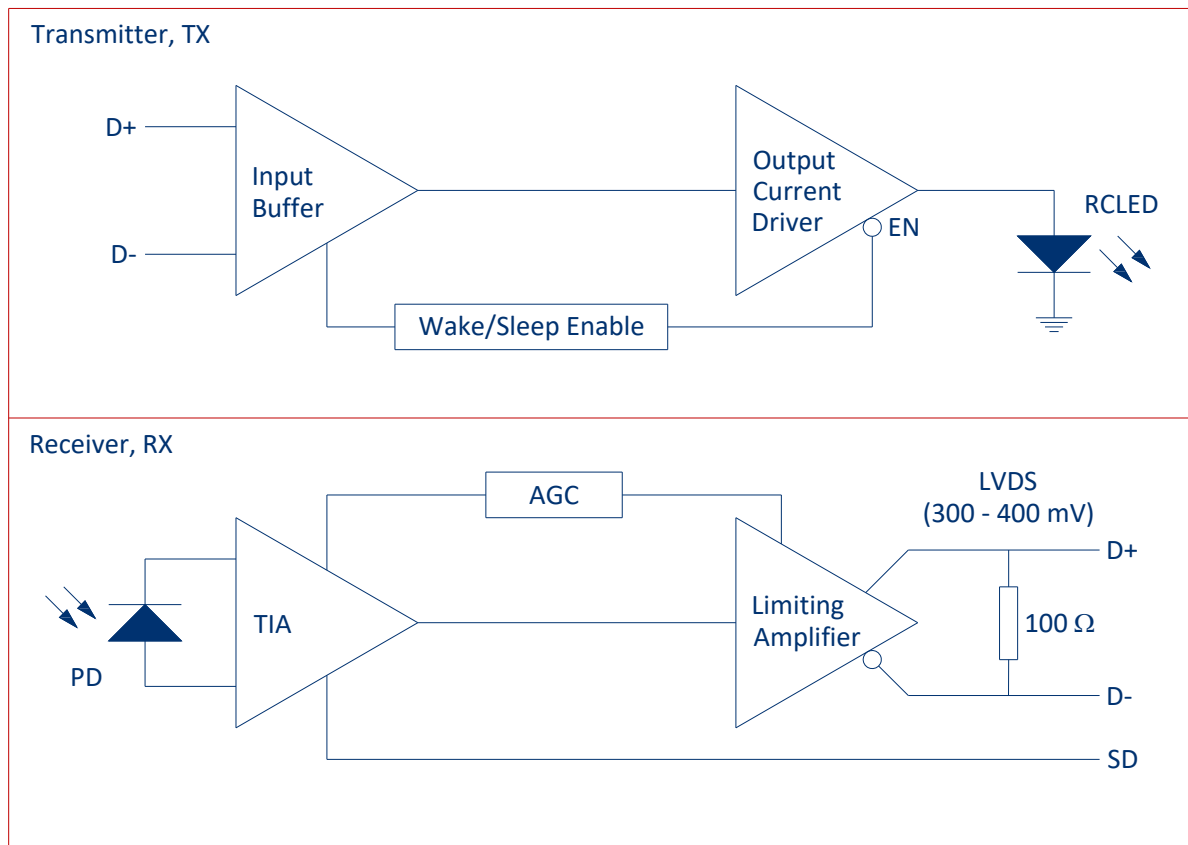 Transmitter, TX
D+
D-
Input
Buffer
Output
Current
Driver
EN
RCLED
Wake/Sleep Enable
Receiver, RX
AGC
LVDS
(300 - 400 mV)
D+
TIA
Limiting
Amplifier
100 Ω
PD
D-
SD